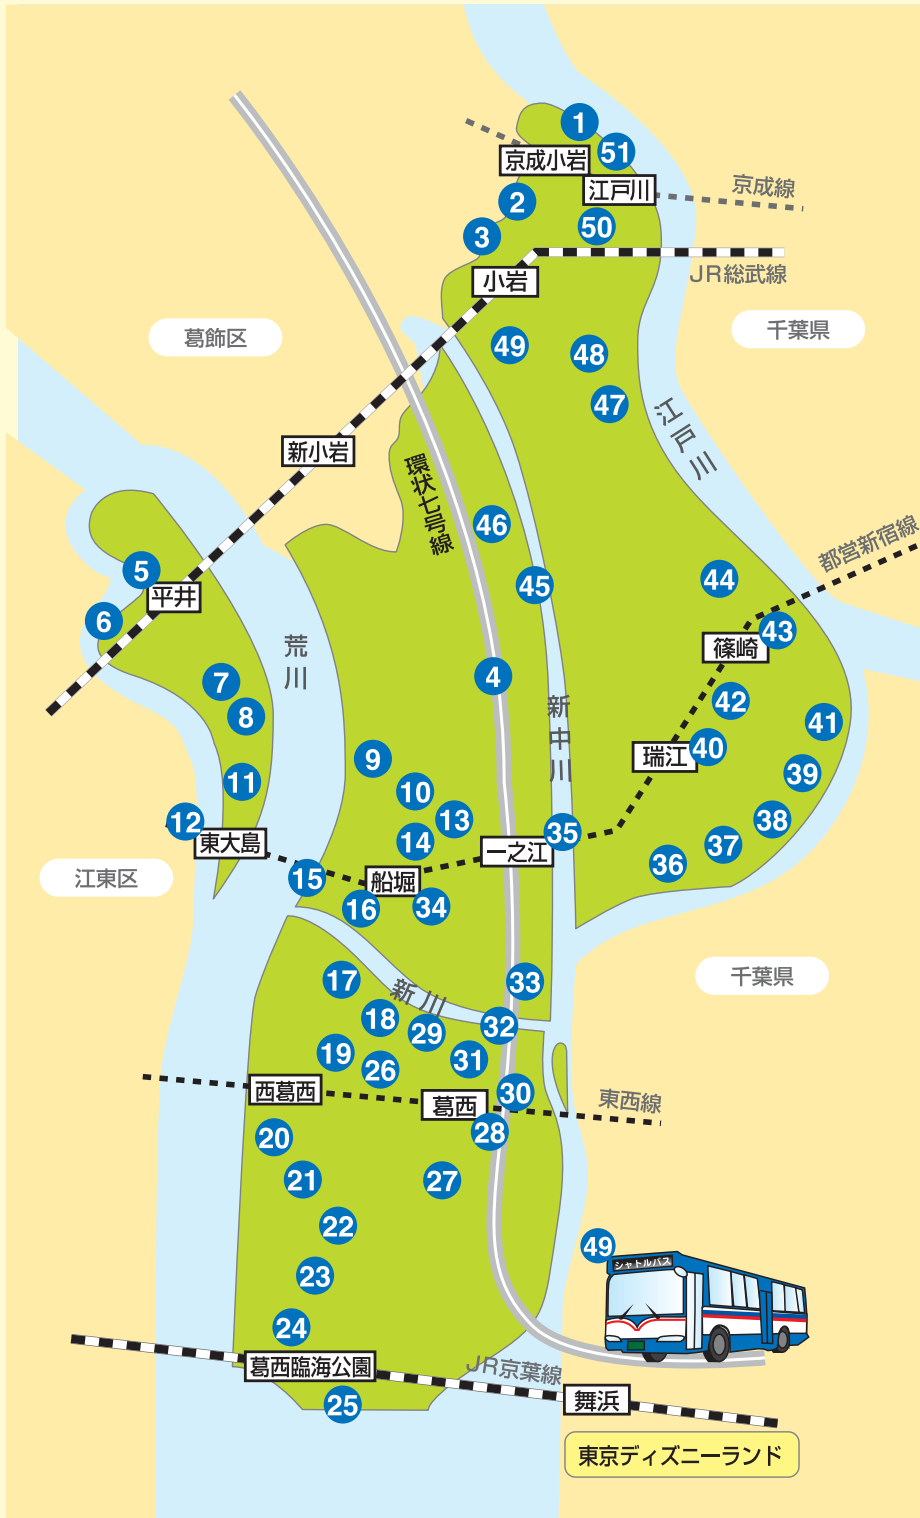 1
51
京成小岩
江戸川
京成線
2
50
3
小岩
JR総武線
葛飾区
千葉県
49
48
47
江戸川
新小岩
環状七号線
46
都営新宿線
5
平井
6
45
44
43
篠崎
荒川
4
7
8
42
41
新中川
40
瑞江
39
9
10
11
12
13
14
東大島
35
一之江
38
37
36
江東区
15
船堀
16
34
17
新川
33
千葉県
18
29
32
19
26
31
西葛西
葛西
30
東西線
20
28
21
27
22
49
シャトルバス
23
24
葛西臨海公園
JR京葉線
舞浜
25
東京ディズニーランド